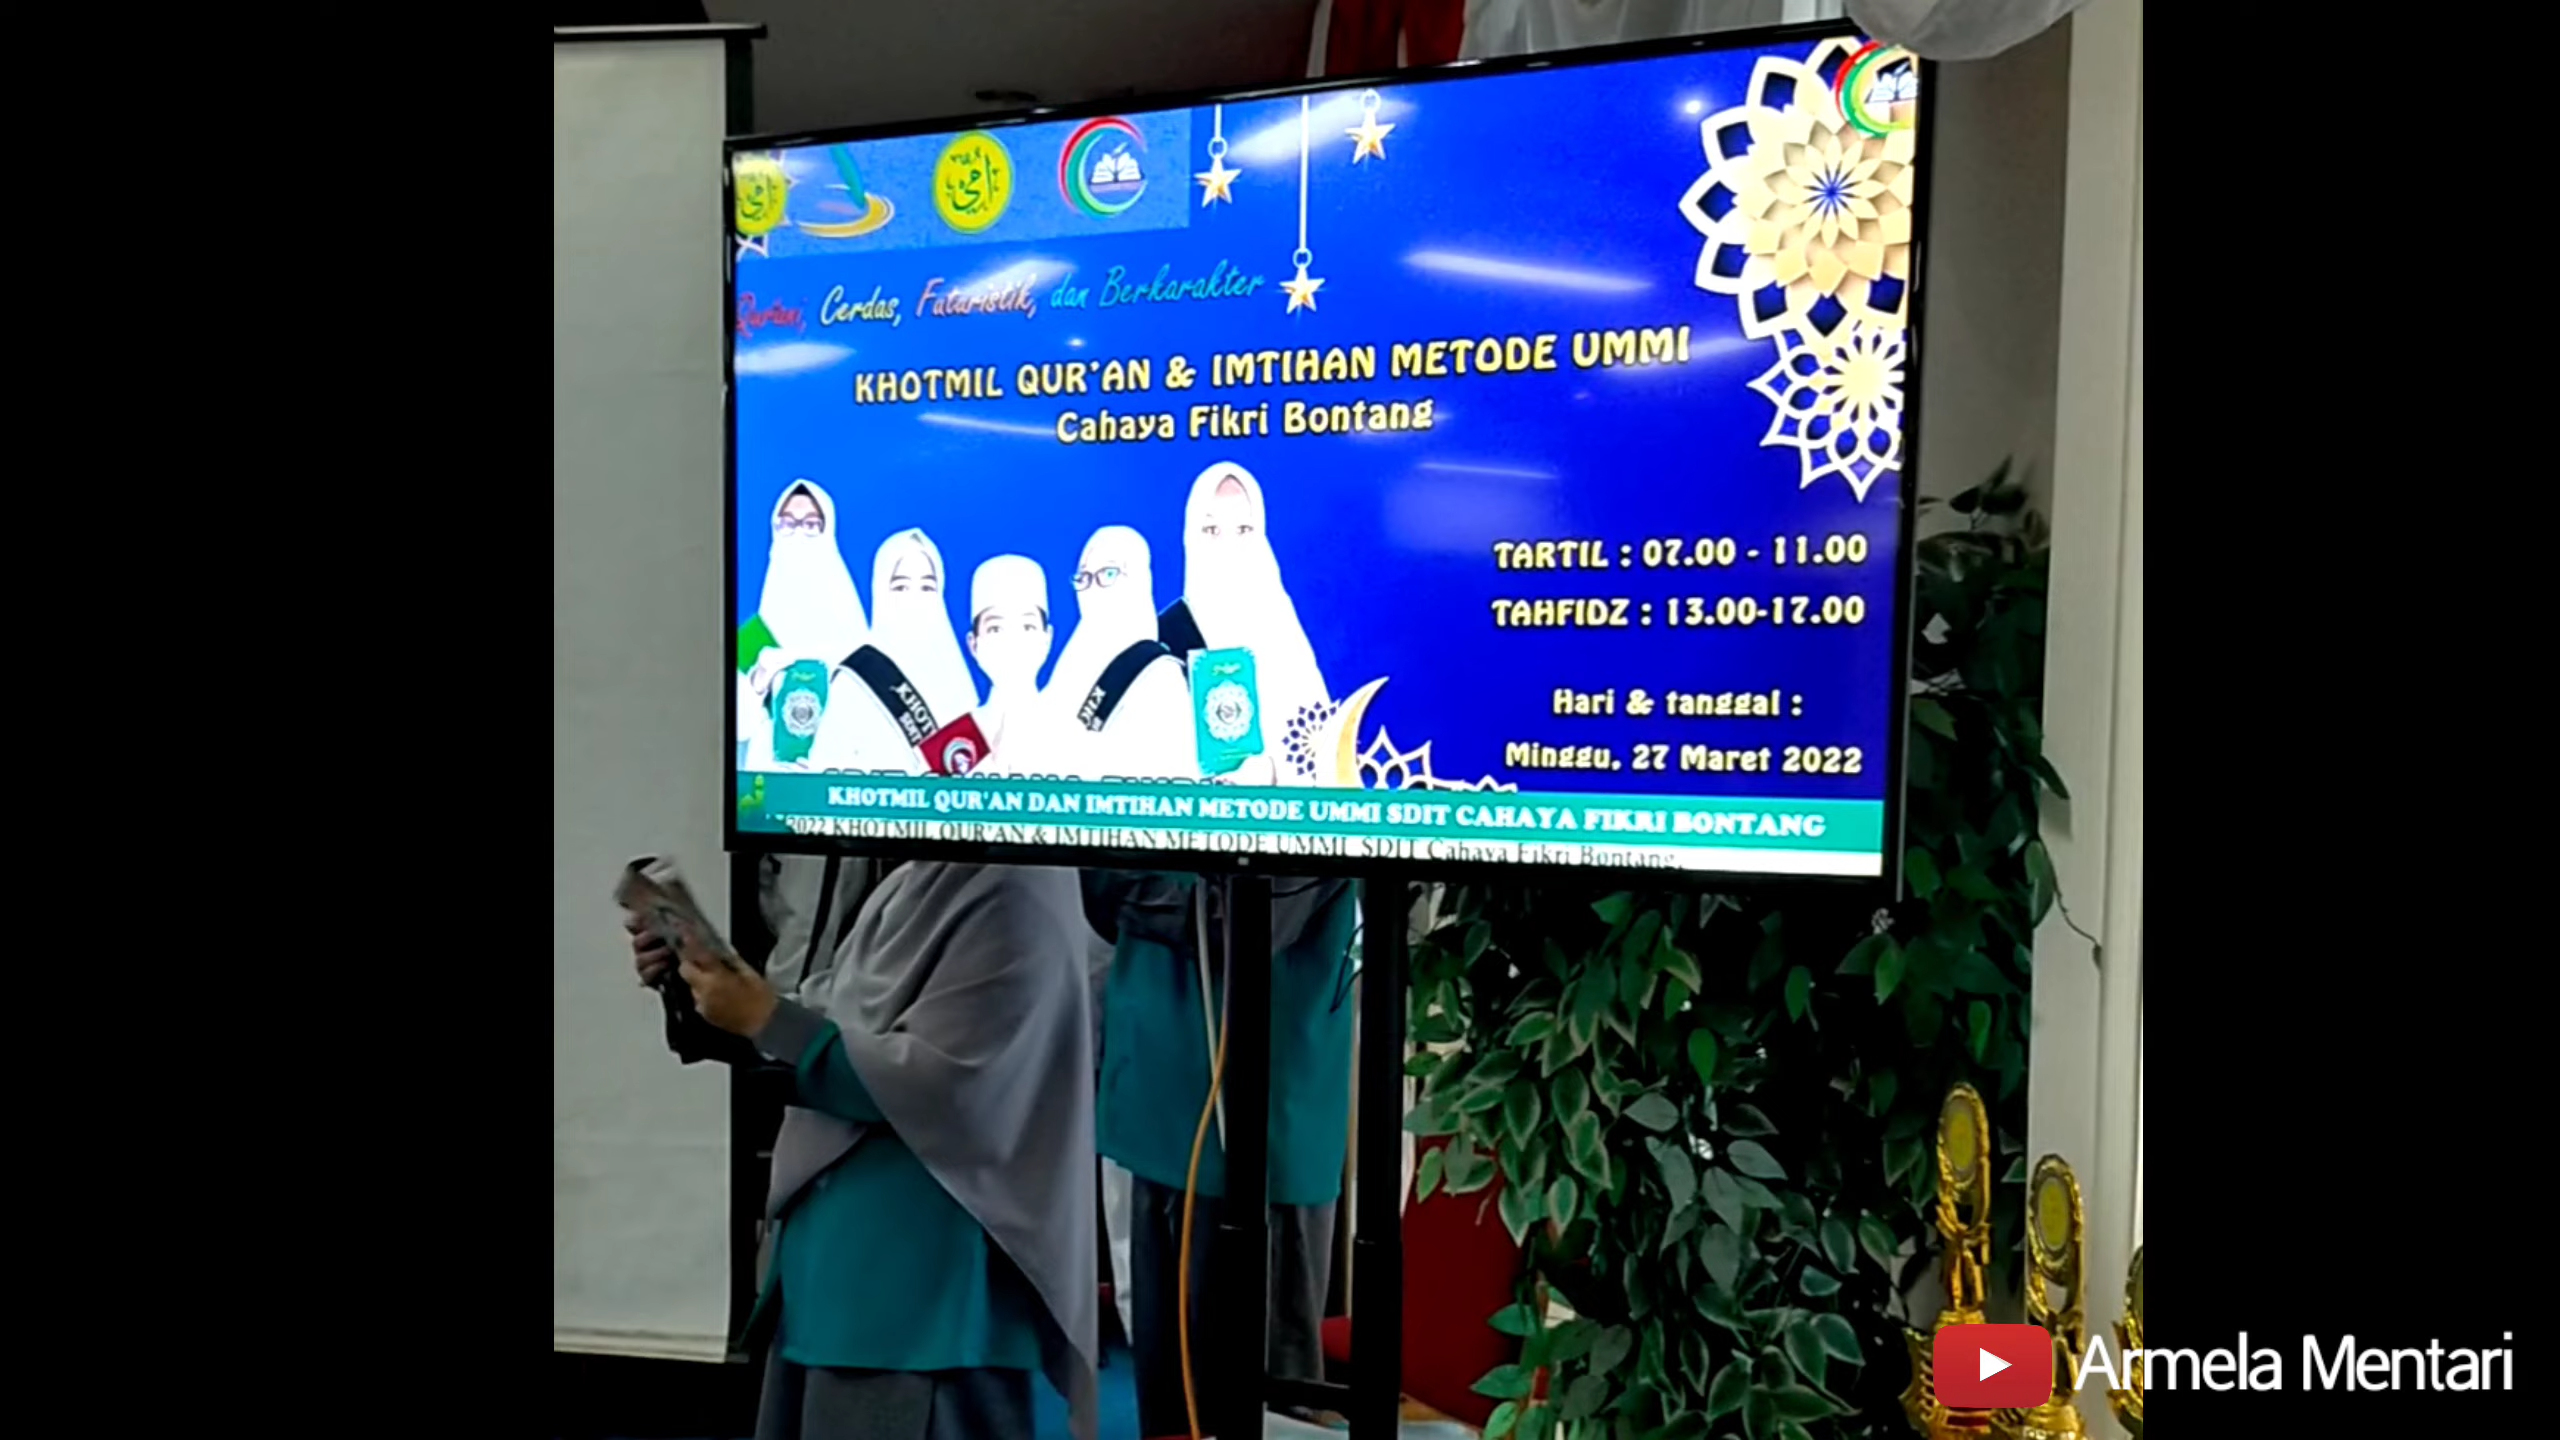 Qur'ani, Cerdas, Futuristik, dan Berkarakter
KHOTMIL QUR'AN & IMTIHAN METODE UMMI
Cahaya Fikri Bontang
TARTIL : 07.00 - 11.00
TAHFIDZ : 13.00-17.00
Hari & tanggal :
Minggu, 27 Maret 2022
KHOTMIL QUR'AN DAN IMTIHAN METODE UMMI SDIT CAHAYA FIKRI BONTANG
2022 KHOTMIL QUR'AN & IMTIHAN METODE UMMI SDIT Cahaya Fikri Bontang,
Armela Mentari